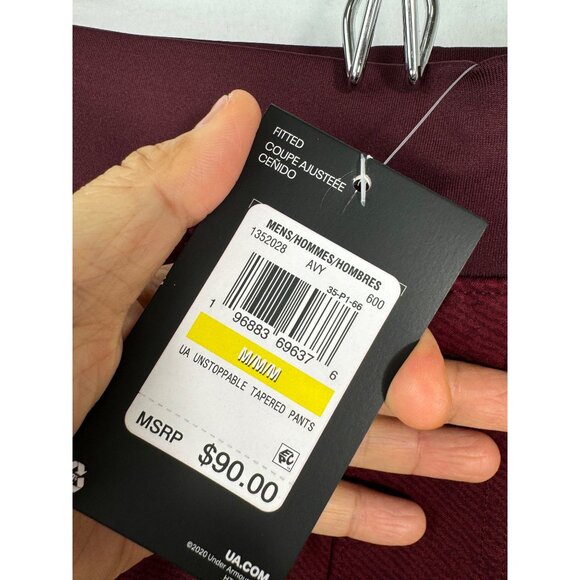 FITTED
COUPE AJUSTEÉE
CEÑIDO
MENS/HOMMES/HOMBRES
1352028 AVY 600
35-P1-66
1 96883 69637 6
M/M/M
UA UNSTOPPABLE TAPERED PANTS
MSRP $90.00
UA.COM
©2020 Under Armour